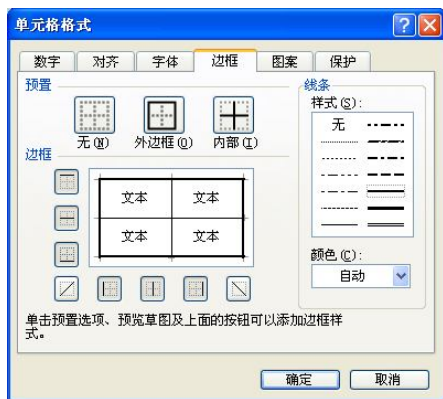 单元格格式
数字 对齐 字体 边框 图案 保护
预置
无(N) 外边框(O) 内部(I)
线条
样式(S):
无
边框
文本 文本
文本 文本
颜色(C):
自动
单击预置选项、预览草图及上面的按钮可以添加边框样
式。
确定 取消